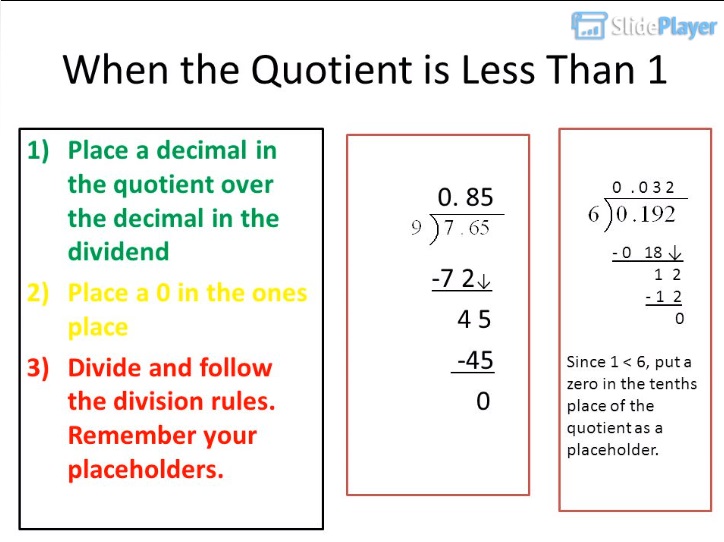 SlidePlayer
When the Quotient is Less Than 1
1) Place a decimal in
the quotient over
the decimal in the
dividend
2) Place a 0 in the ones
place
3) Divide and follow
the division rules.
Remember your
placeholders.
0. 85
9 ) 7 . 65
-7 2↓
4 5
-45
0
0 . 0 3 2
6 ) 0 . 192
- 0 18 ↓
1 2
- 1 2
0
Since 1 < 6, put a
zero in the tenths
place of the
quotient as a
placeholder.